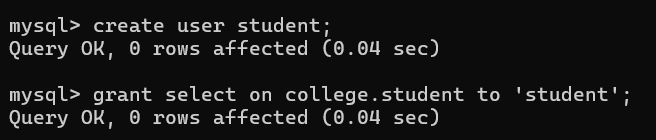 mysql> create user student;
Query OK, 0 rows affected (0.04 sec)
mysql> grant select on college.student to 'student';
Query OK, 0 rows affected (0.04 sec)